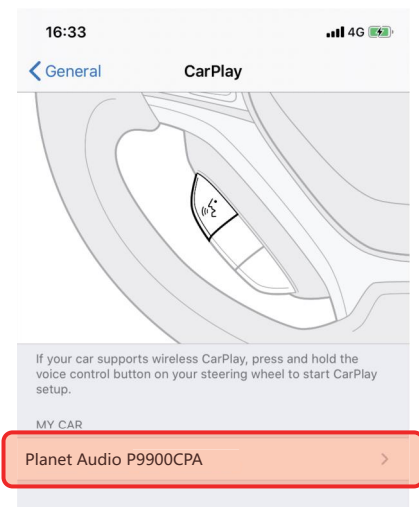 16:33
4G
General
CarPlay
If your car supports wireless CarPlay, press and hold the
voice control button on your steering wheel to start CarPlay
setup.
MY CAR
Planet Audio P9900CPA